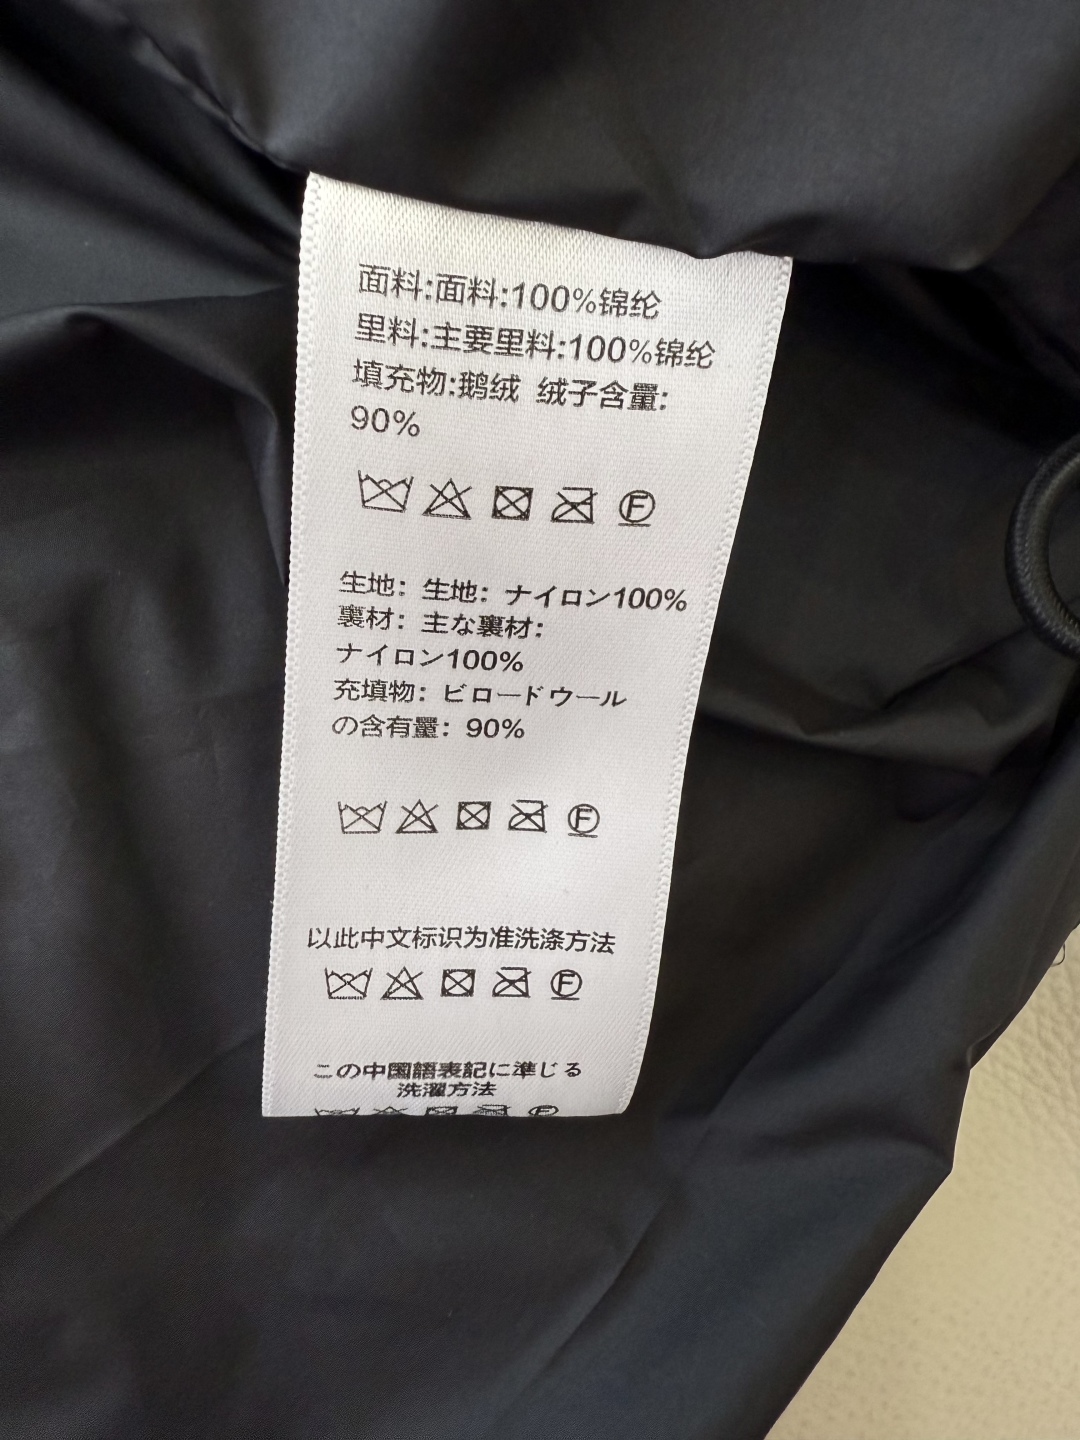 面料:面料:100%锦纶
里料:主要里料:100%锦纶
填充物:鹅绒 绒子含量:
90%
F
生地: 生地: ナイロン100%
裏材: 主な裏材:
ナイロン100%
充填物: ビロードウール
の含有量: 90%
F
以此中文标识为准洗涤方法
F
この中国語表記に準じる
洗濯方法
F